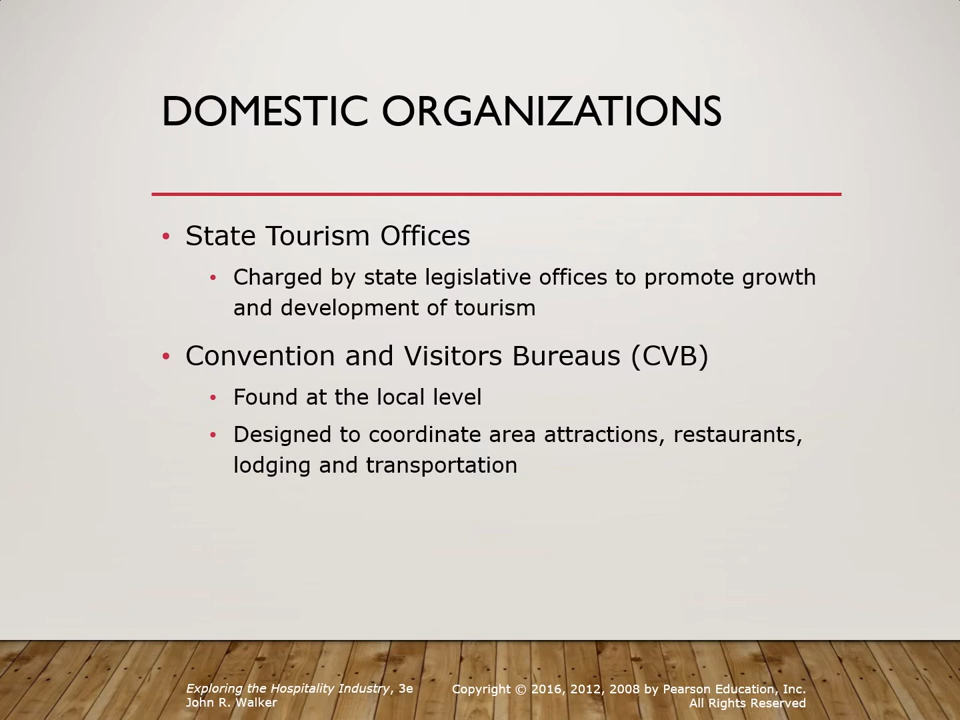 DOMESTIC ORGANIZATIONS
• State Tourism Offices
• Charged by state legislative offices to promote growth
and development of tourism
• Convention and Visitors Bureaus (CVB)
• Found at the local level
• Designed to coordinate area attractions, restaurants,
lodging and transportation
Exploring the Hospitality Industry, 3e
John R. Walker
Copyright © 2016, 2012, 2008 by Pearson Education, Inc.
All Rights Reserved